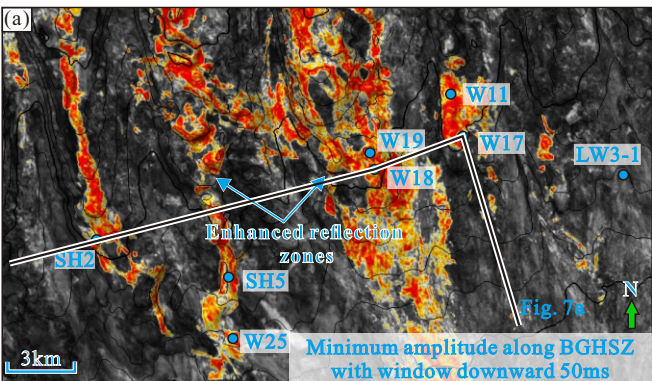 (a)
W11
W19
W17
LW3-1
W18
Enhanced reflection
zones
SH2
SH5
N
Fig. 7a
W25
3km
Minimum amplitude along BGHSZ
with window downward 50ms